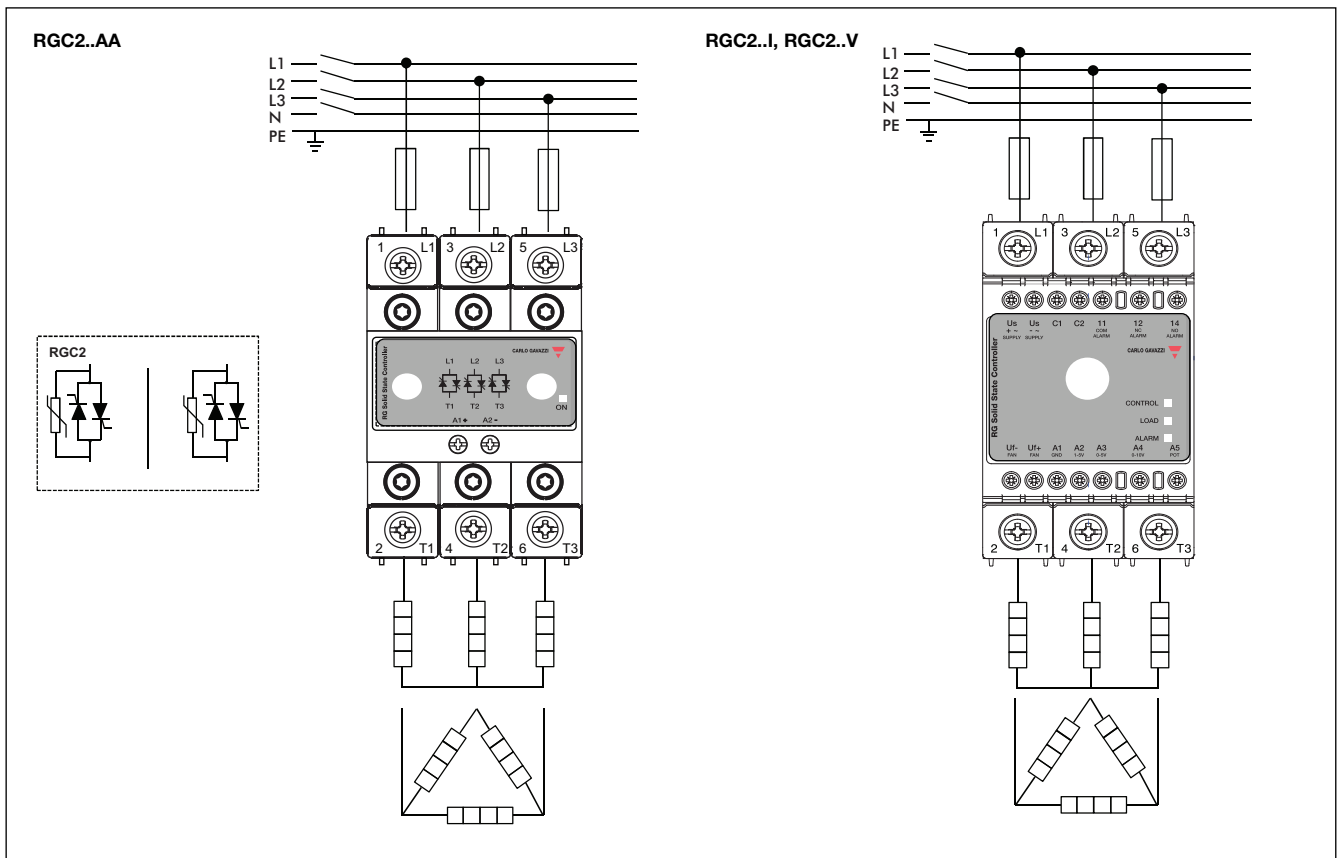 RGC2..AA
L1
L2
L3
N
PE
1 L1 3 L2 5 L3
RG Solid State Controller
CARLO GAVAZZI
L1 L2 L3
T1 T2 T3
ON
A1+ A2-
2 T1 4 T2 6 T3
RGC2
RGC2..I, RGC2..V
L1
L2
L3
N
PE
1 L1 3 L2 5 L3
Us Us C1 C2 11 12 14
+ ~ - ~ COM NC NO
SUPPLY SUPPLY ALARM ALARM ALARM
RG Solid State Controller
CARLO GAVAZZI
CONTROL
LOAD
ALARM
Uf- Uf+ A1 A2 A3 A4 A5
FAN FAN GND 1-5V 0-5V 0-10V POT
2 T1 4 T2 6 T3